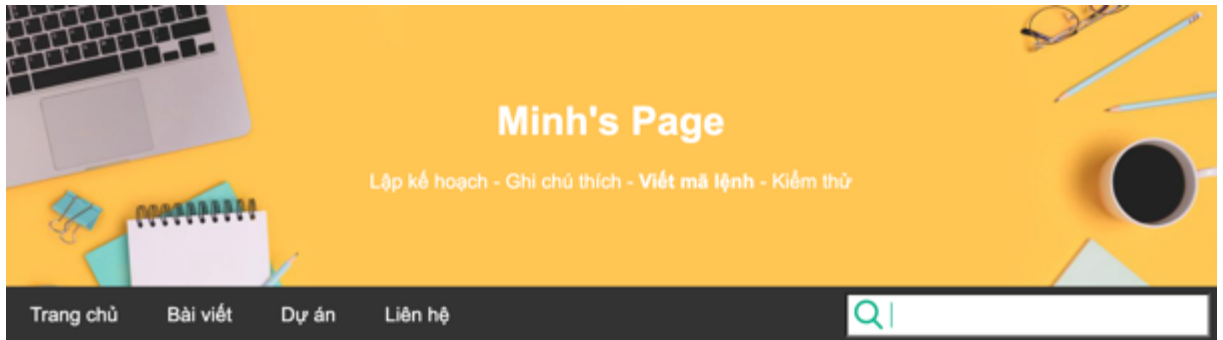 Minh's Page
Lập kế hoạch - Ghi chú thích - Viết mã lệnh - Kiểm thử
Trang chủ Bài viết Dự án Liên hệ